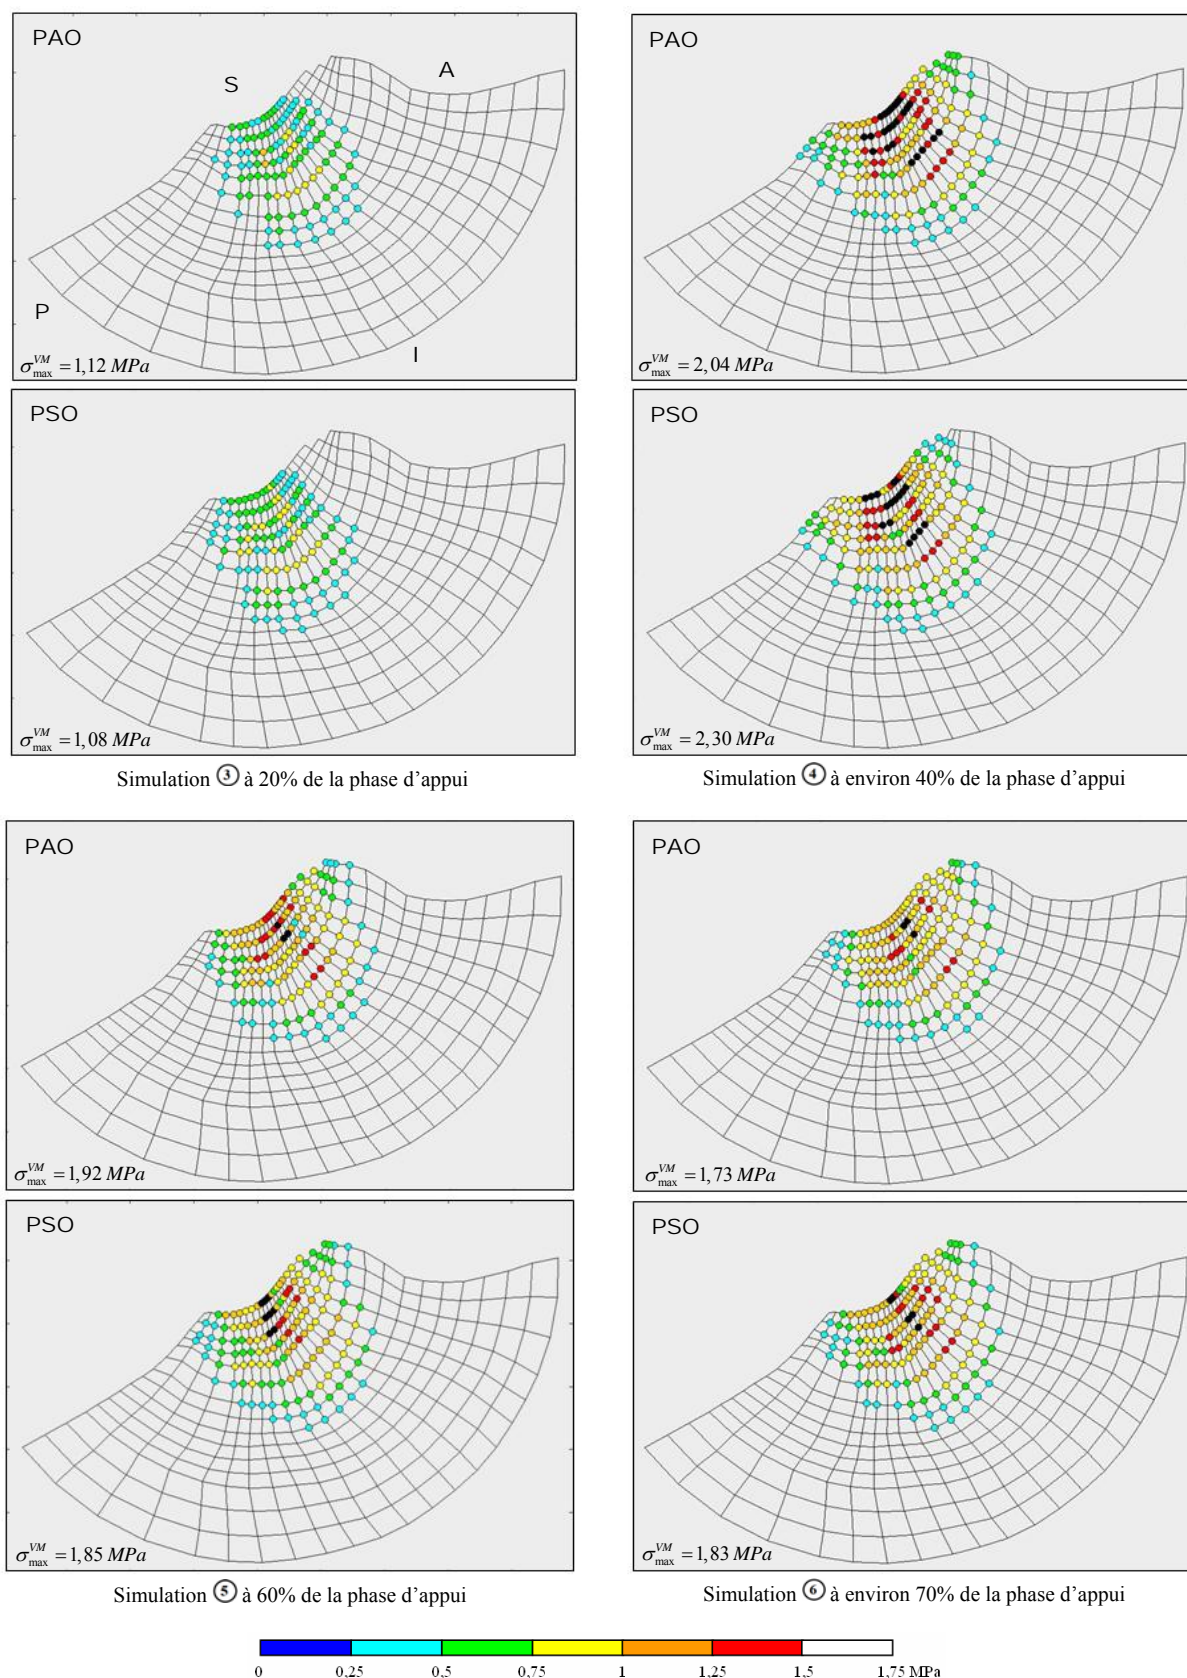 PAO
S
A
P
I
σ_max^VM = 1,12 MPa
PAO
σ_max^VM = 2,04 MPa
PSO
σ_max^VM = 1,08 MPa
PSO
σ_max^VM = 2,30 MPa
Simulation ③ à 20% de la phase d’appui
Simulation ④ à environ 40% de la phase d’appui
PAO
σ_max^VM = 1,92 MPa
PAO
σ_max^VM = 1,73 MPa
PSO
σ_max^VM = 1,85 MPa
PSO
σ_max^VM = 1,83 MPa
Simulation ⑤ à 60% de la phase d’appui
Simulation ⑥ à environ 70% de la phase d’appui
0 0,25 0,5 0,75 1 1,25 1,5 1,75 MPa